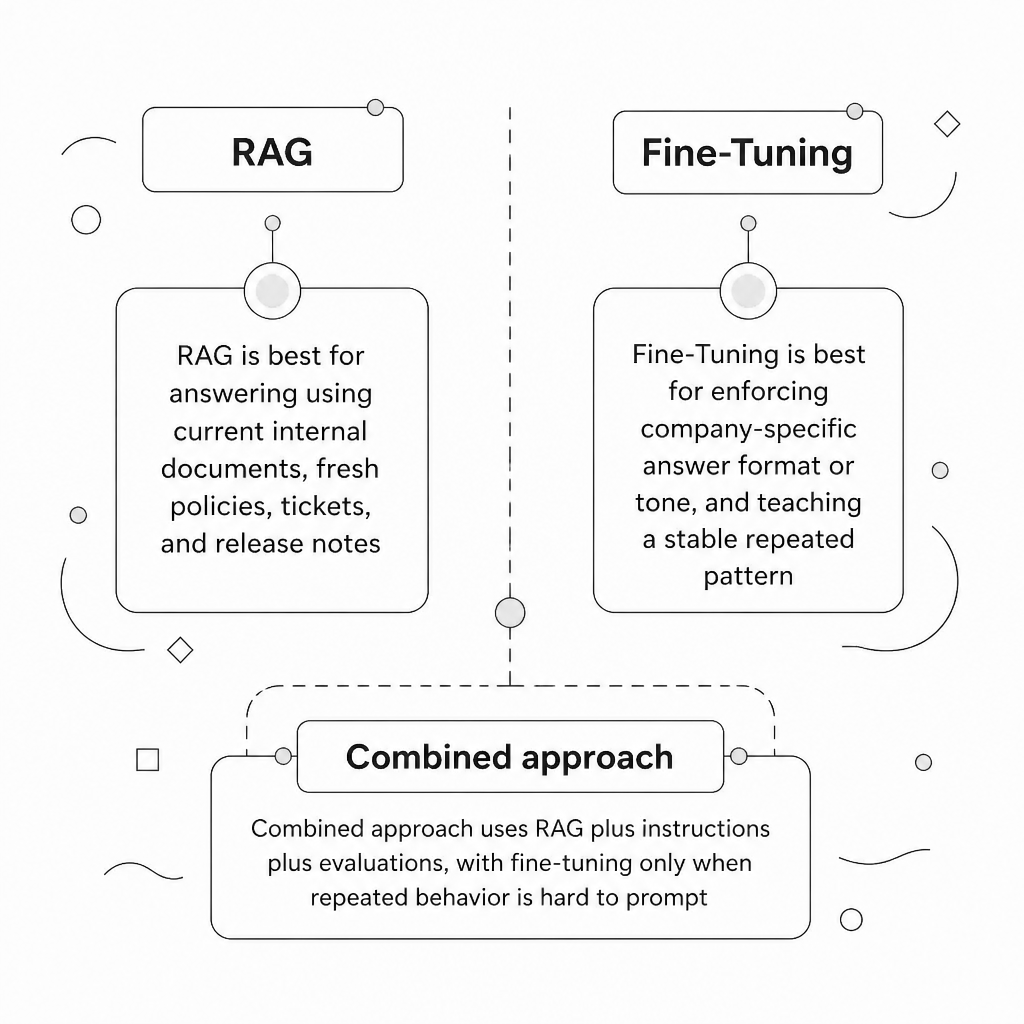 RAG
RAG is best for
answering using
current internal
documents, fresh
policies, tickets,
and release notes
Fine-Tuning
Fine-Tuning is best
for enforcing
company-specific
answer format or
tone, and teaching
a stable repeated
pattern
Combined approach
Combined approach uses RAG plus instructions
plus evaluations, with fine-tuning only when
repeated behavior is hard to prompt